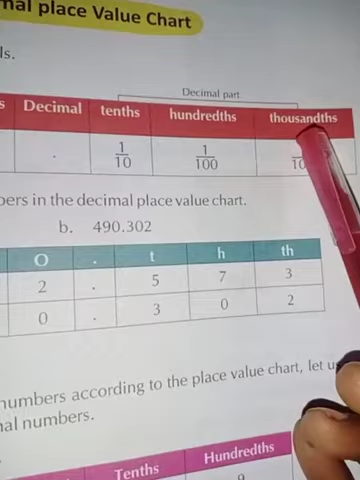 nal place Value Chart
ls.
Decimal part
s Decimal tenths hundredths thousandths
. 1/10 1/100
bers in the decimal place value chart.
b. 490.302
O . t h th
2 . 5 7 3
0 . 3 0 2
numbers according to the place value chart, let u
nal numbers.
Tenths Hundredths